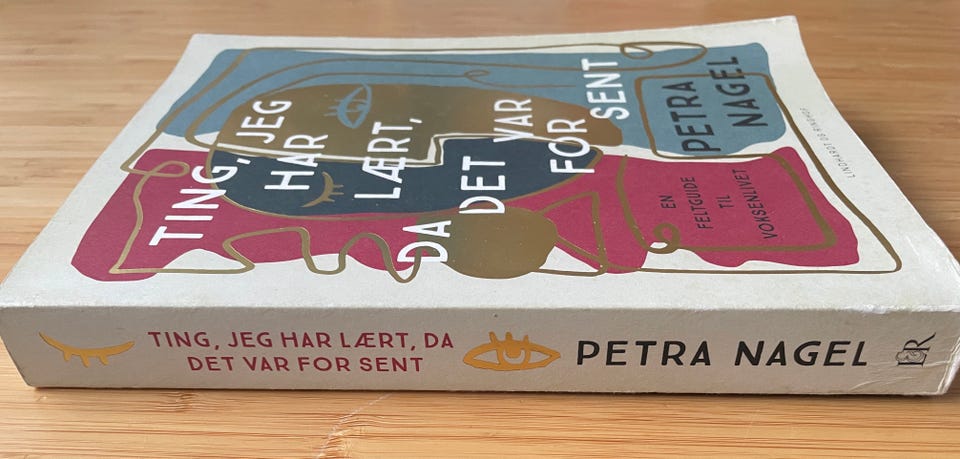 TING, JEG
HAR
LÆRT,
DA DET VAR
FOR SENT
PETRA
NAGEL
EN
FELTGUIDE
TIL
VOKSENLIVET
LINDHARDT OG RINGHOF
TING, JEG HAR LÆRT, DA
DET VAR FOR SENT
PETRA NAGEL
L&R